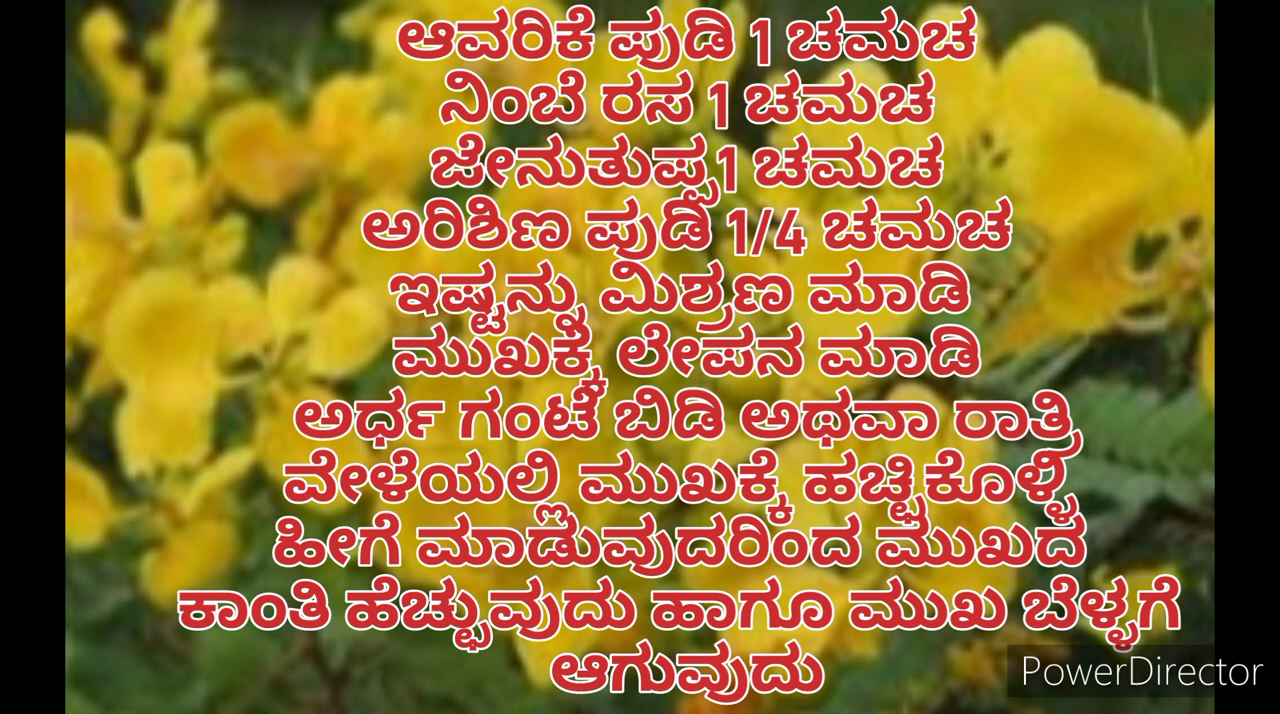 ಆವರಿಕೆ ಪುಡಿ 1 ಚಮಚ
ನಿಂಬೆ ರಸ 1 ಚಮಚ
ಜೇನುತುಪ್ಪ1 ಚಮಚ
ಅರಿಶಿಣ ಪುಡಿ 1/4 ಚಮಚ
ಇಷ್ಟನ್ನು ಮಿಶ್ರಣ ಮಾಡಿ
ಮುಖಕ್ಕೆ ಲೇಪನ ಮಾಡಿ
ಅರ್ಧ ಗಂಟೆ ಬಿಡಿ ಅಥವಾ ರಾತ್ರಿ
ವೇಳೆಯಲ್ಲಿ ಮುಖಕ್ಕೆ ಹಚ್ಚಿಕೊಳ್ಳಿ
ಹೀಗೆ ಮಾಡುವುದರಿಂದ ಮುಖದ
ಕಾಂತಿ ಹೆಚ್ಚುವುದು ಹಾಗೂ ಮುಖ ಬೆಳ್ಳಗೆ
ಆಗುವುದು
PowerDirector